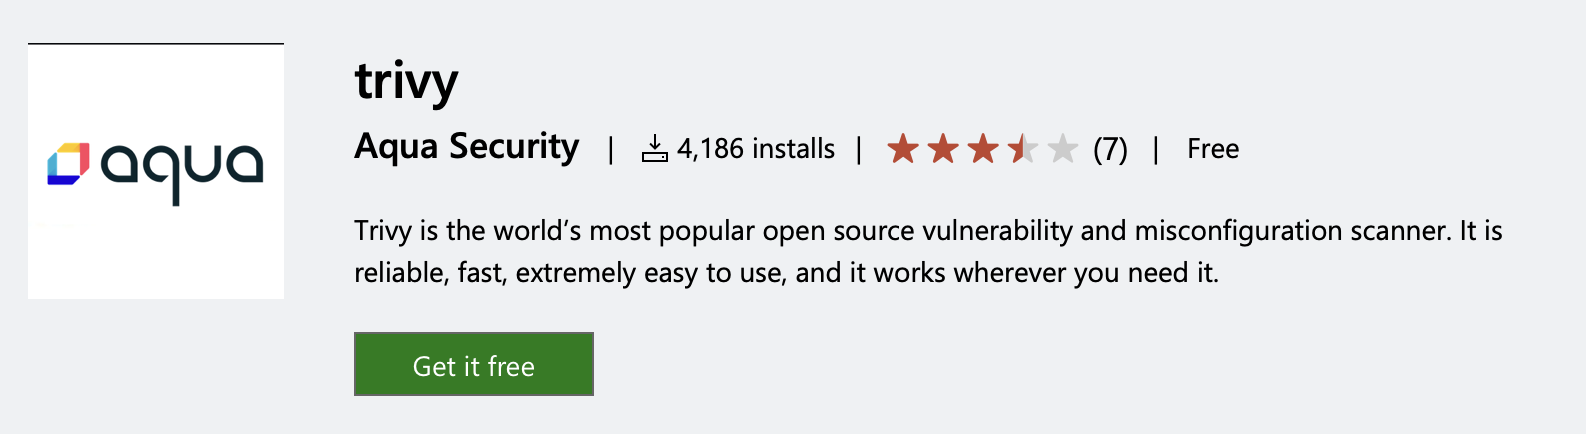 aqua
trivy
Aqua Security | 4,186 installs | (7) | Free
Trivy is the world’s most popular open source vulnerability and misconfiguration scanner. It is
reliable, fast, extremely easy to use, and it works wherever you need it.
Get it free